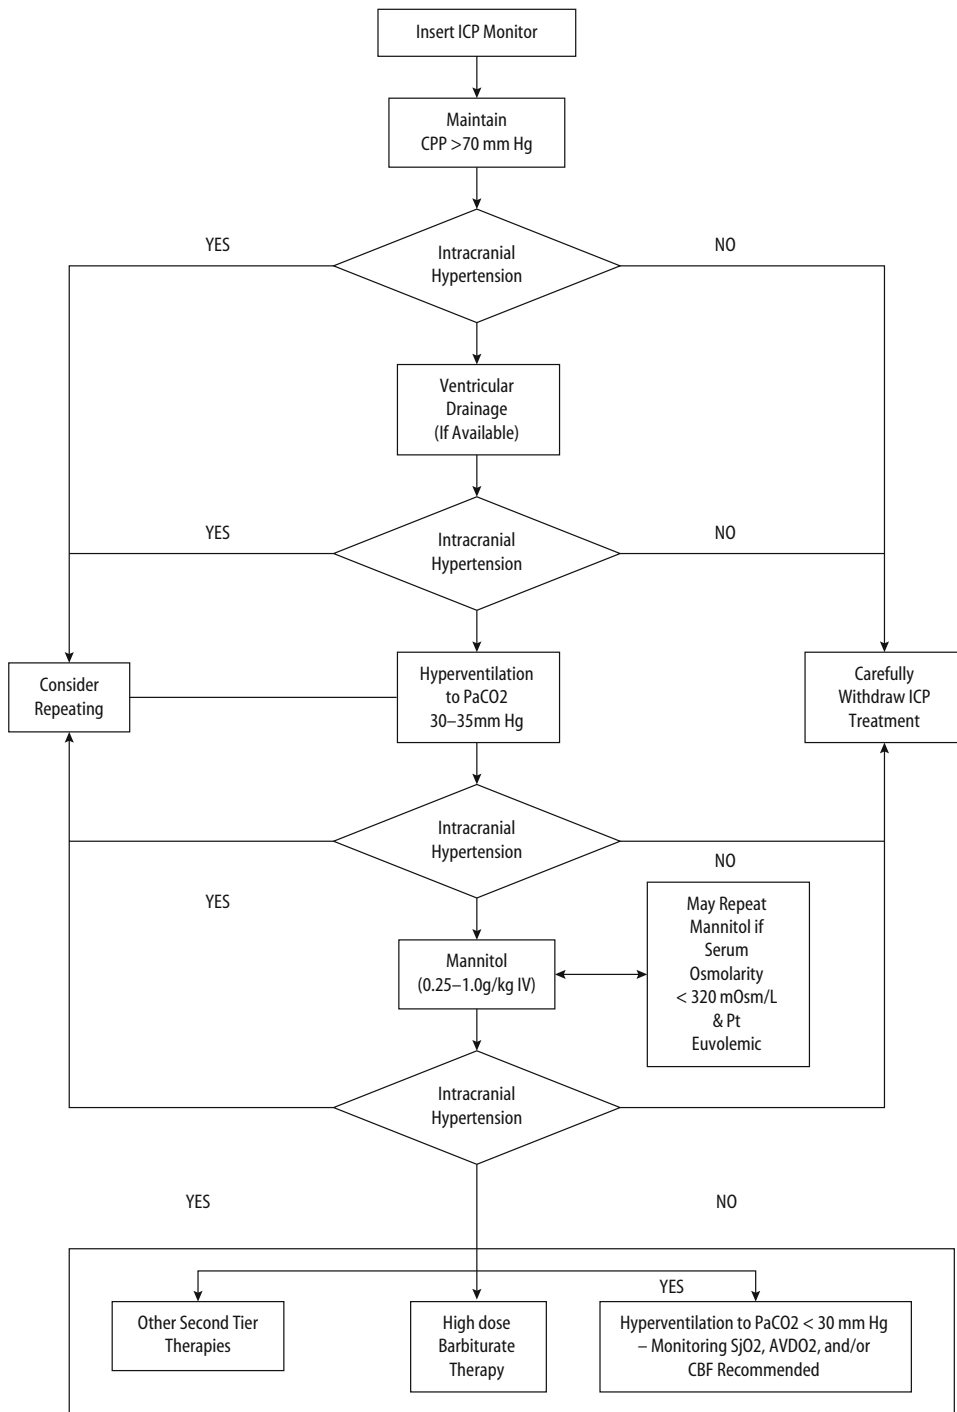 Insert ICP Monitor
Maintain
CPP >70 mm Hg
YES
NO
Intracranial
Hypertension
Ventricular
Drainage
(If Available)
YES
NO
Intracranial
Hypertension
Consider
Repeating
Hyperventilation
to PaCO2
30–35mm Hg
Carefully
Withdraw ICP
Treatment
Intracranial
Hypertension
NO
YES
May Repeat
Mannitol if
Serum
Osmolarity
< 320 mOsm/L
& Pt
Euvolemic
Mannitol
(0.25–1.0g/kg IV)
Intracranial
Hypertension
YES
NO
YES
Other Second Tier
Therapies
High dose
Barbiturate
Therapy
Hyperventilation to PaCO2 < 30 mm Hg
– Monitoring SjO2, AVDO2, and/or
CBF Recommended